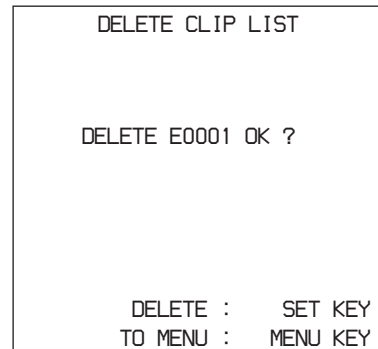 DELETE CLIP LIST
DELETE E0001 OK ?
DELETE : SET KEY
TO MENU : MENU KEY